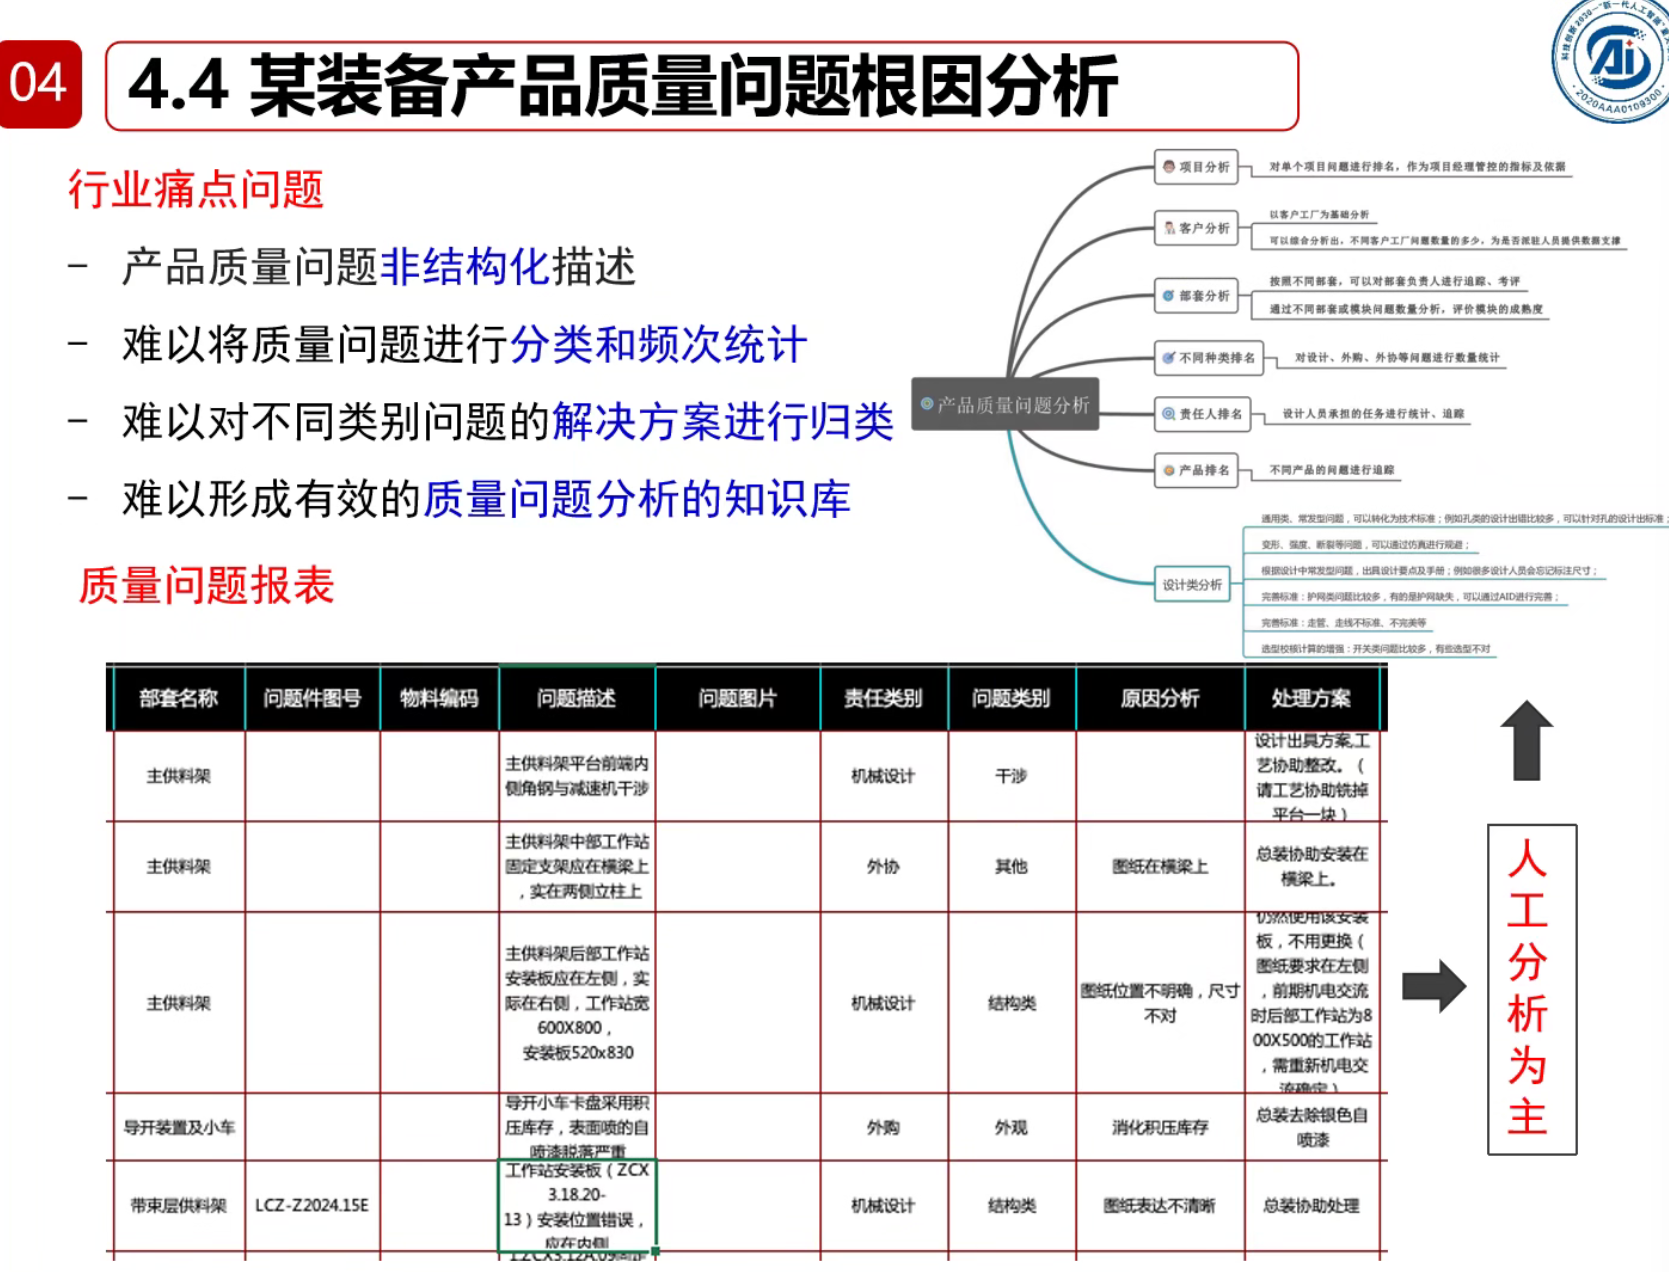 04
4.4 某装备产品质量问题根因分析
行业痛点问题
- 产品质量问题非结构化描述
- 难以将质量问题进行分类和频次统计
- 难以对不同类别问题的解决方案进行归类
- 难以形成有效的质量问题分析的知识库
产品质量问题分析
项目分析
对单个项目问题进行排名，作为项目经理管控的指标及依据
客户分析
以客户工厂为基础分析
可以综合分析出，不同客户工厂问题数量的多少，为是否派驻人员提供数据支撑
部套分析
按照不同部套，可以对部套负责人进行追踪、考评
通过不同部套或模块问题数量分析，评价模块的成熟度
不同种类排名
对设计、外购、外协等问题进行数量统计
责任人排名
设计人员承担的任务进行统计、追踪
产品排名
不同产品的问题进行追踪
设计类分析
通用类、常发型问题，可以转化为技术标准；例如孔类的设计出错比较多，可以针对孔的设计出标准；
变形、强度、断裂等问题，可以通过仿真进行规避；
根据设计中常发型问题，出具设计要点及手册；例如很多设计人员会忘记标注尺寸；
完善标准：护网类问题比较多，有的是护网缺失，可以通过AID进行完善；
完善标准：走管、走线不标准、不完美等
选型校核计算的增强：开关类问题比较多，有些选型不对
质量问题报表
部套名称 问题件图号 物料编码 问题描述 问题图片 责任类别 问题类别 原因分析 处理方案
主供料架
主供料架平台前端内
侧角钢与减速机干涉
机械设计
干涉
设计出具方案,工
艺协助整改。（
请工艺协助铣掉
平台一块）
主供料架
主供料架中部工作站
固定支架应在横梁上
，实在两侧立柱上
外协
其他
图纸在横梁上
总装协助安装在
横梁上。
主供料架
主供料架后部工作站
安装板应在左侧，实
际在右侧，工作站宽
600X800，
安装板520x830
机械设计
结构类
图纸位置不明确，尺寸
不对
仍然使用该安装
板，不用更换（
图纸要求在左侧
，前期机电交流
时后部工作站为8
00X500的工作站
，需重新机电交
流确定）
导开装置及小车
导开小车卡盘采用积
压库存，表面喷的自
喷漆脱落严重
外购
外观
消化积压库存
总装去除银色自
喷漆
带束层供料架
LCZ-Z2024.15E
工作站安装板（ZCX
3.18.20-
13）安装位置错误，
应在内侧
机械设计
结构类
图纸表达不清晰
总装协助处理
人工分析为主
2020AAA0109300